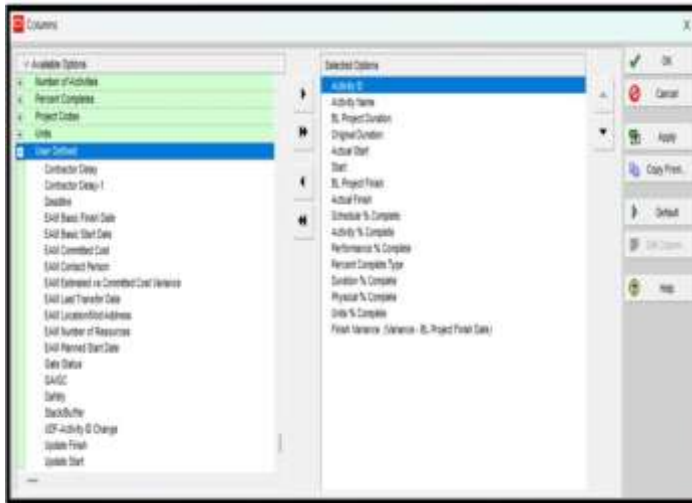 Columns
Available Options
Number of Activities
Percent Completes
Project Codes
Units
User Defined
Contractor Delay
Contractor Delay-1
Deadline
EAM Basic Finish Date
EAM Basic Start Date
EAM Committed Cost
EAM Contact Person
EAM Estimated vs Committed Cost Variance
EAM Last Transfer Date
EAM Location/Mod Address
EAM Number of Resources
EAM Planned Start Date
Gate Status
QA/QC
Safety
Slack/Buffer
UDF-Activity ID Change
Update Finish
Update Start
Selected Options
Activity ID
Activity Name
BL Project Duration
Original Duration
Actual Start
Start
BL Project Finish
Actual Finish
Schedule % Complete
Activity % Complete
Performance % Complete
Percent Complete Type
Duration % Complete
Physical % Complete
Units % Complete
Finish Variance (Variance - BL Project Finish Date)
OK
Cancel
Apply
Copy From...
Default
Edit Column...
Help